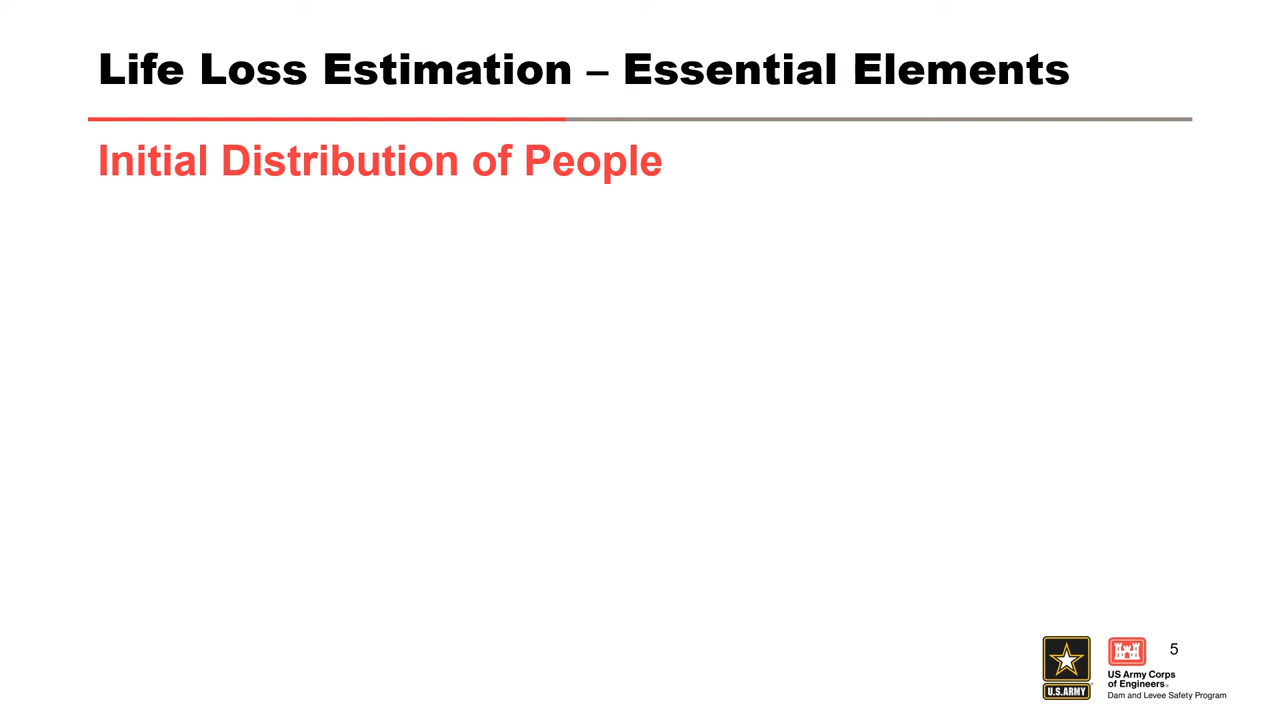 Life Loss Estimation – Essential Elements
Initial Distribution of People
5
U.S.ARMY
US Army Corps
of Engineers®
Dam and Levee Safety Program